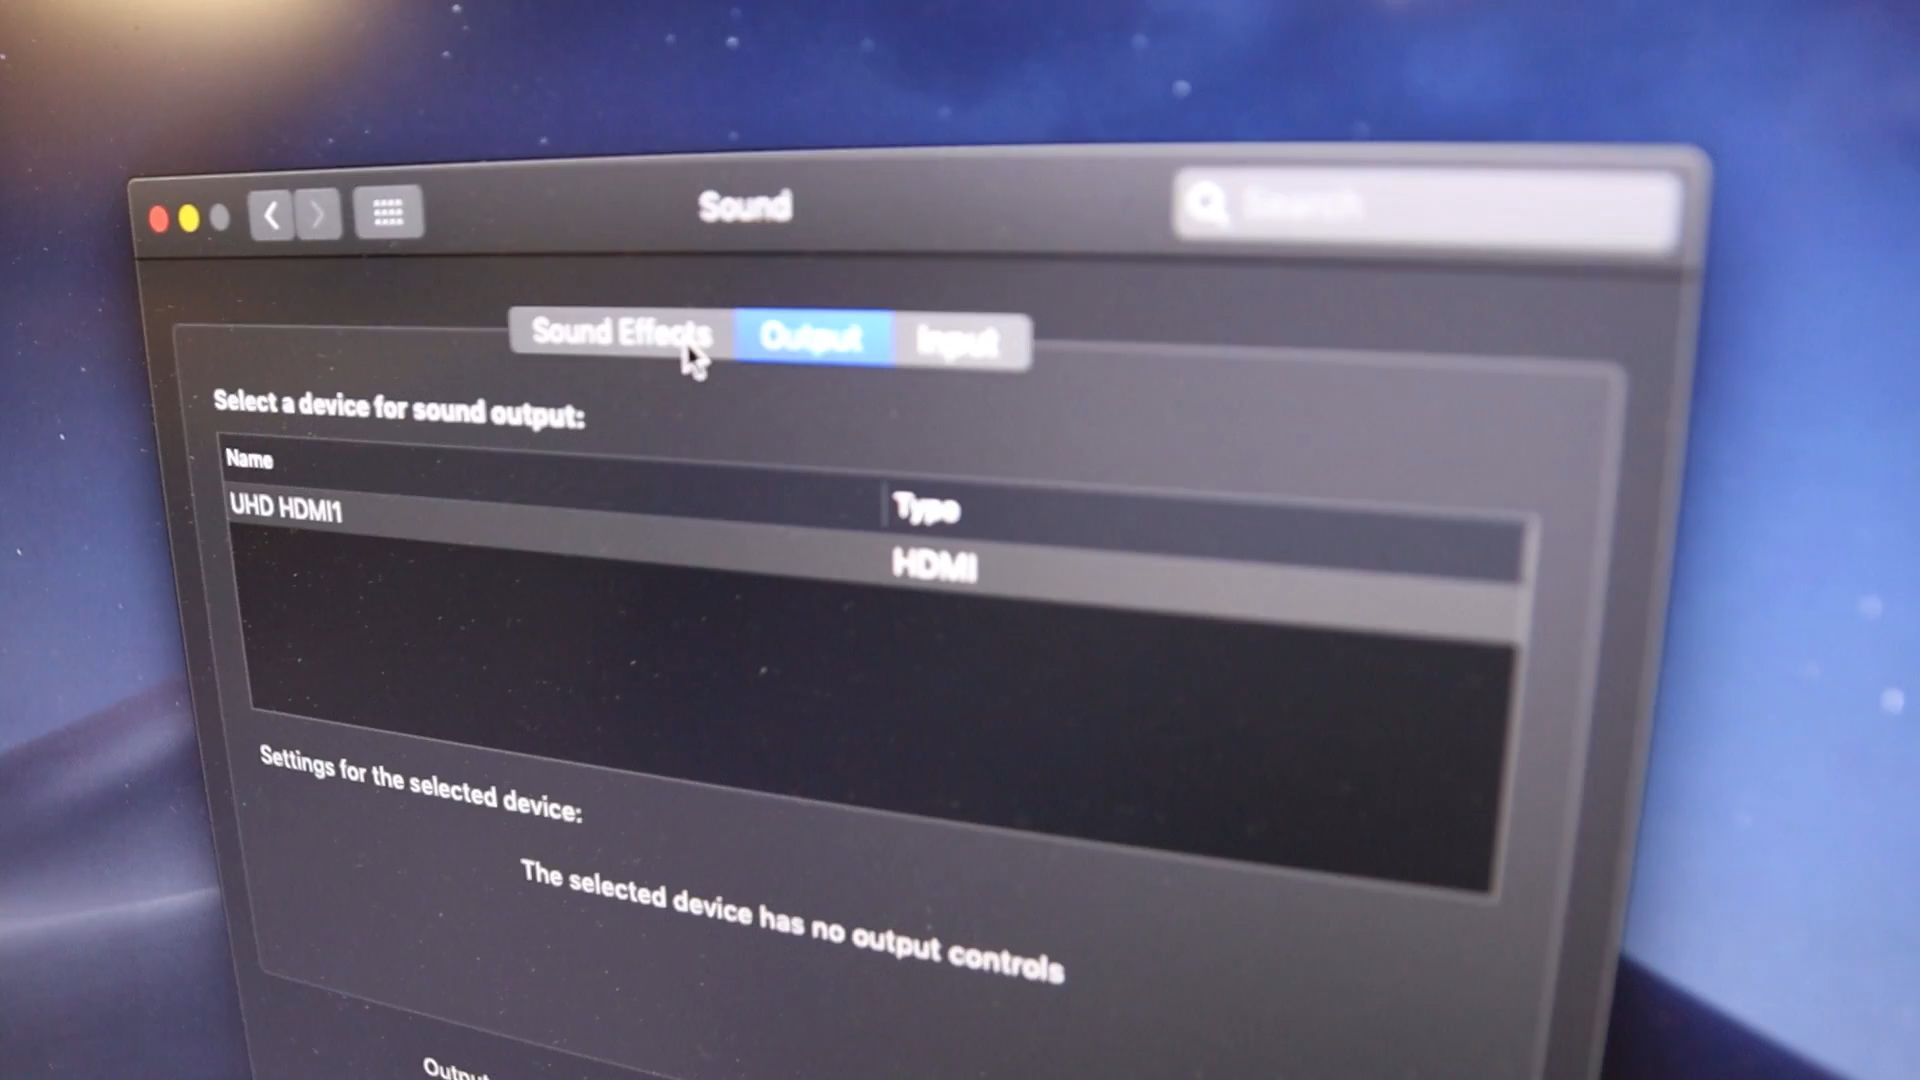 Sound
Search
Sound Effects Output Input
Select a device for sound output:
Name Type
UHD HDMI1 HDMI
Settings for the selected device:
The selected device has no output controls